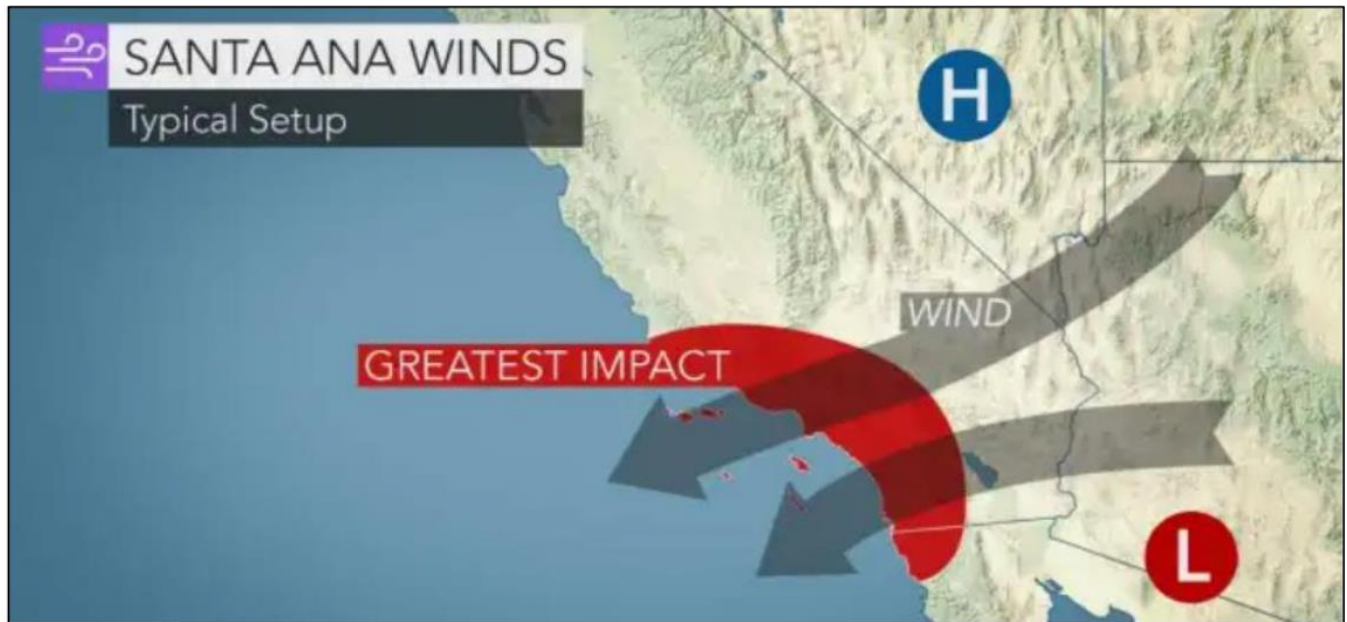 SANTA ANA WINDS
Typical Setup
H
WIND
GREATEST IMPACT
L